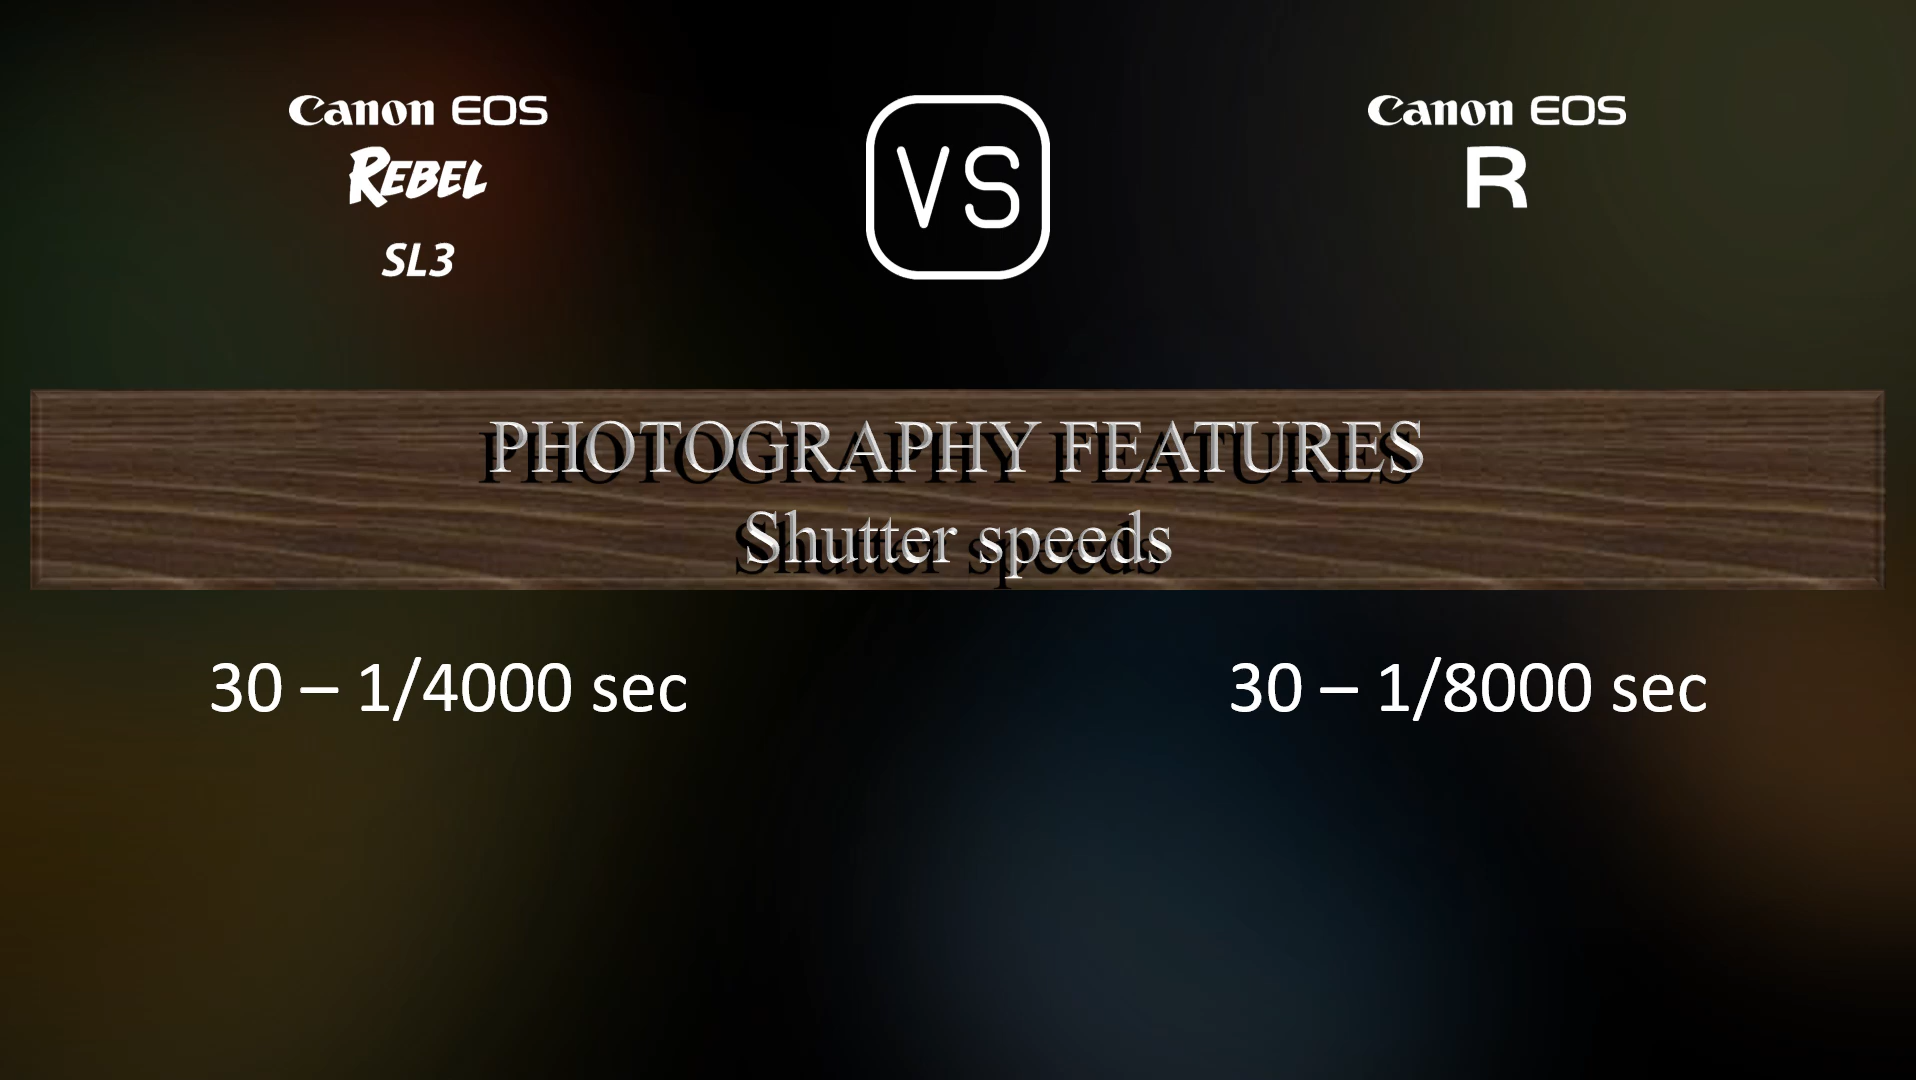 Canon EOS
REBEL
SL3
VS
Canon EOS
R
PHOTOGRAPHY FEATURES
Shutter speeds
30 – 1/4000 sec
30 – 1/8000 sec